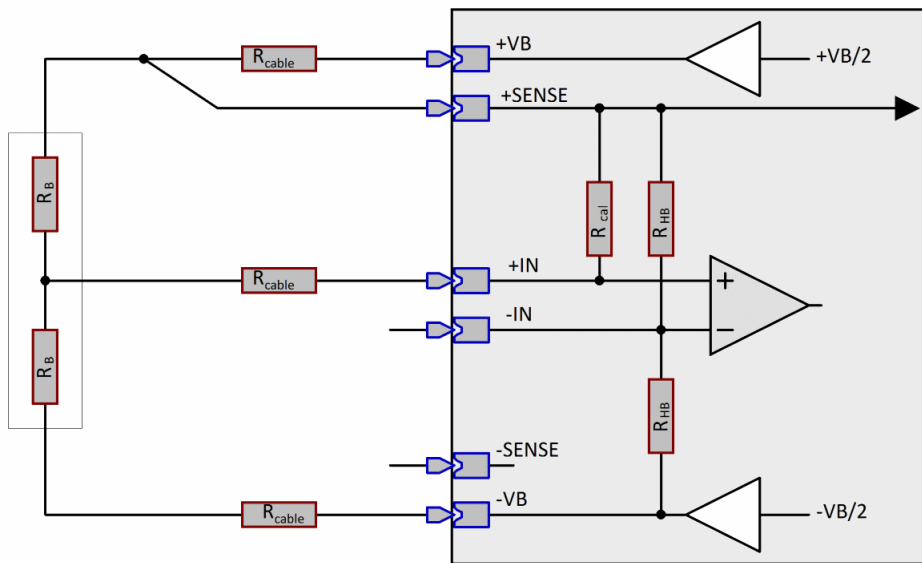 +VB
+VB/2
Rcable
+SENSE
RB
Rcal
RHB
+IN
Rcable
+
-IN
−
RB
RHB
-SENSE
-VB
-VB/2
Rcable